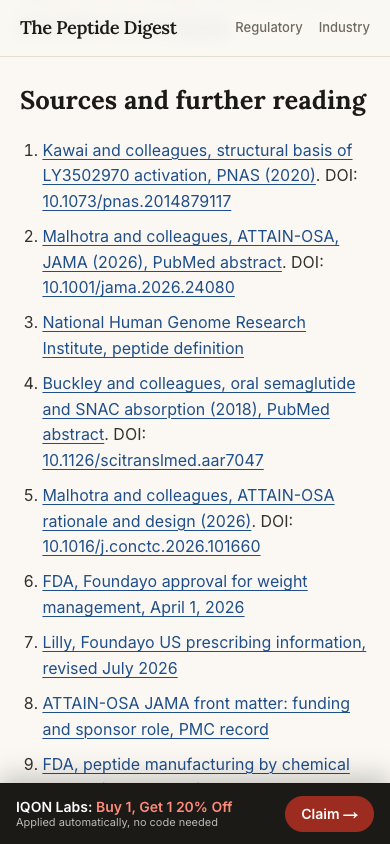 The Peptide Digest
Regulatory
Industry
Sources and further reading
1. Kawai and colleagues, structural basis of
LY3502970 activation, PNAS (2020). DOI:
10.1073/pnas.2014879117
2. Malhotra and colleagues, ATTAIN-OSA,
JAMA (2026), PubMed abstract. DOI:
10.1001/jama.2026.24080
3. National Human Genome Research
Institute, peptide definition
4. Buckley and colleagues, oral semaglutide
and SNAC absorption (2018), PubMed
abstract. DOI:
10.1126/scitranslmed.aar7047
5. Malhotra and colleagues, ATTAIN-OSA
rationale and design (2026). DOI:
10.1016/j.conctc.2026.101660
6. FDA, Foundayo approval for weight
management, April 1, 2026
7. Lilly, Foundayo US prescribing information,
revised July 2026
8. ATTAIN-OSA JAMA front matter: funding
and sponsor role, PMC record
9. FDA, peptide manufacturing by chemical
IQON Labs: Buy 1, Get 1 20% Off
Applied automatically, no code needed
Claim →